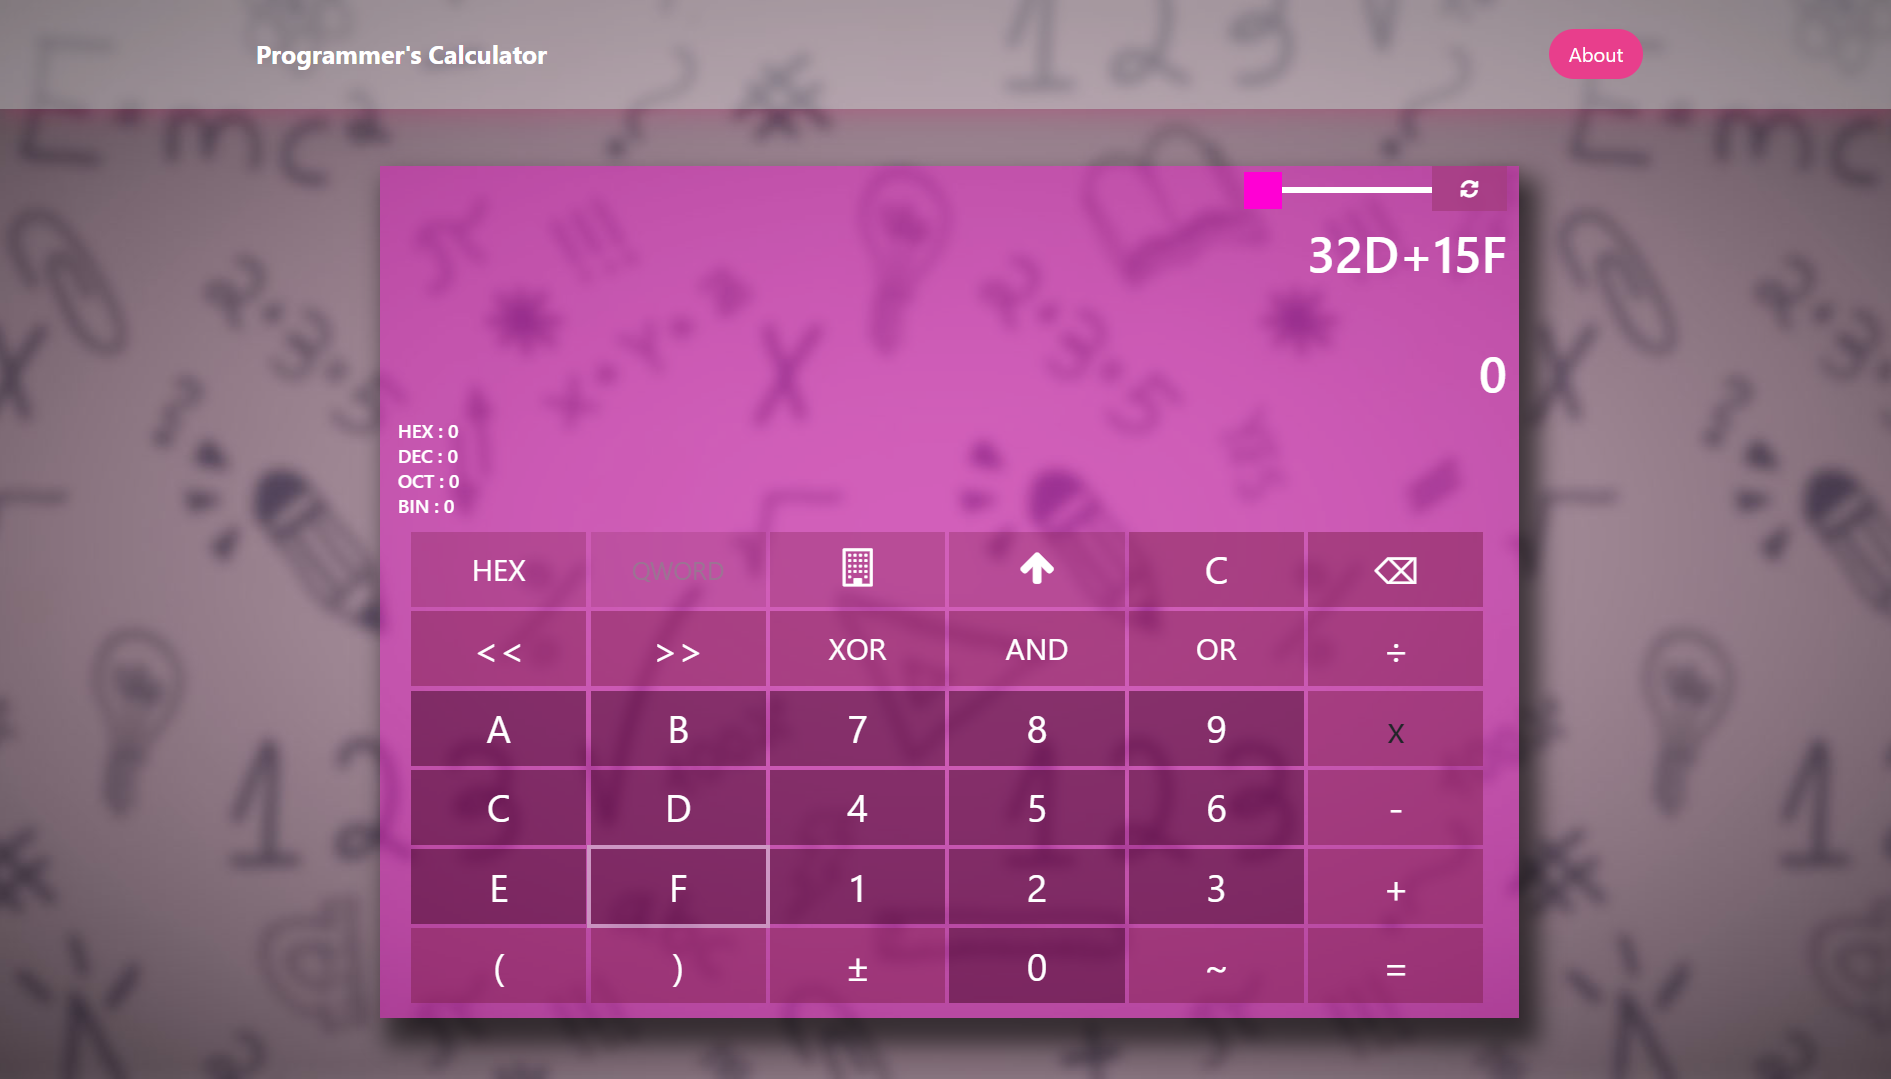 Programmer's Calculator
About
32D+15F
0
HEX : 0
DEC : 0
OCT : 0
BIN : 0
HEX QWORD C ⌫
<< >> XOR AND OR ÷
A B 7 8 9 x
C D 4 5 6 -
E F 1 2 3 +
( ) ± 0 ~ =